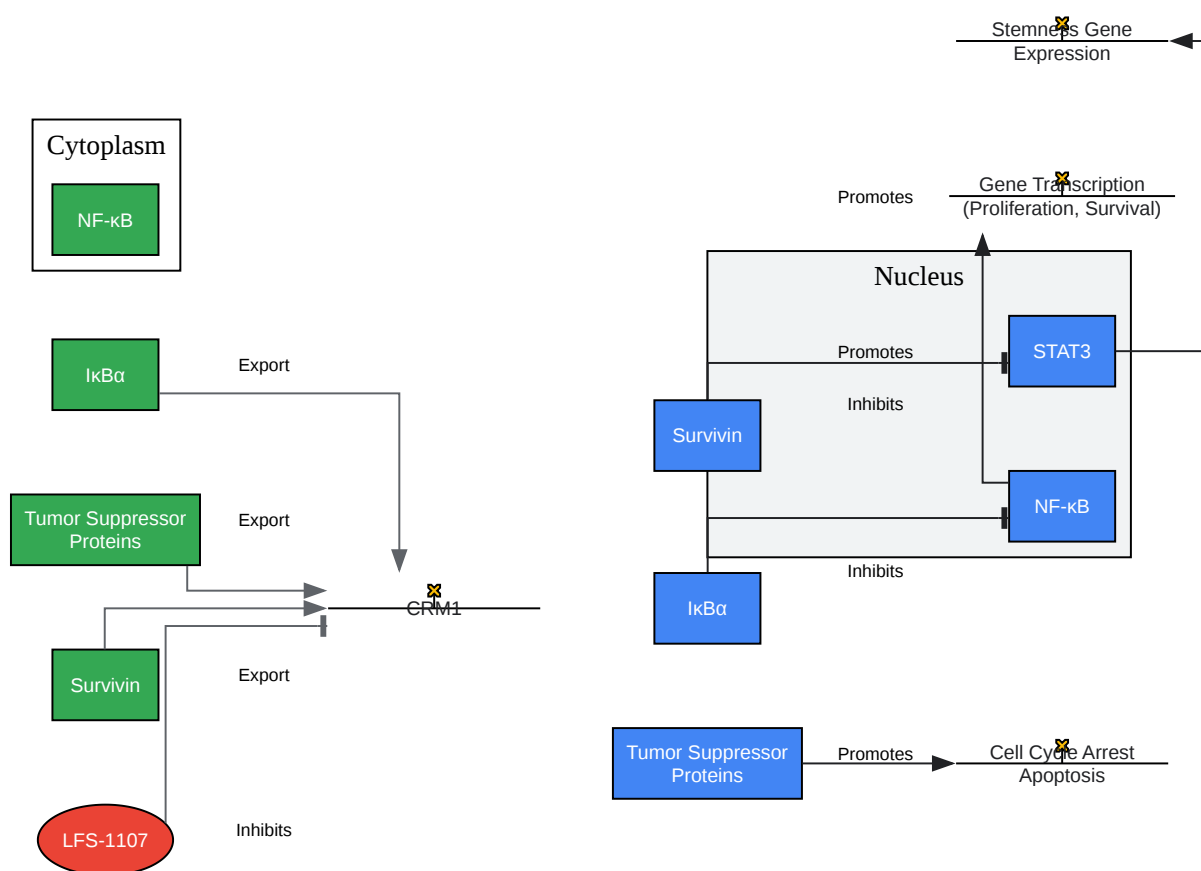 Stemness Gene
Expression
Cytoplasm
NF-κB
Promotes
Gene Transcription
(Proliferation, Survival)
Nucleus
IκBα
Export
Promotes
STAT3
Inhibits
Survivin
Tumor Suppressor
Proteins
Export
NF-κB
Inhibits
CRM1
IκBα
Survivin
Export
Tumor Suppressor
Proteins
Promotes
Cell Cycle Arrest
Apoptosis
LFS-1107
Inhibits